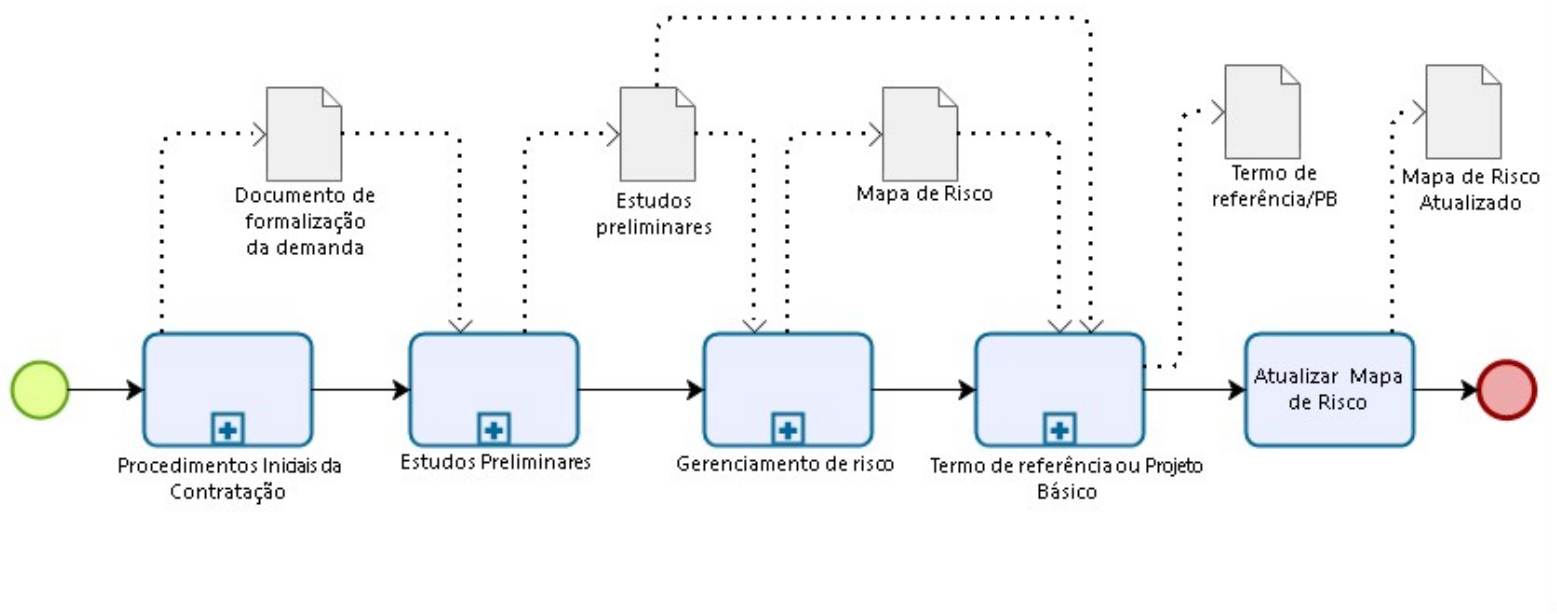 Documento de
formalização
da demanda
Estudos
preliminares
Mapa de Risco
Termo de
referência/PB
Mapa de Risco
Atualizado
Procedimentos Iniciais da
Contratação
Estudos Preliminares
Gerenciamento de risco
Termo de referência ou Projeto
Básico
Atualizar Mapa
de Risco